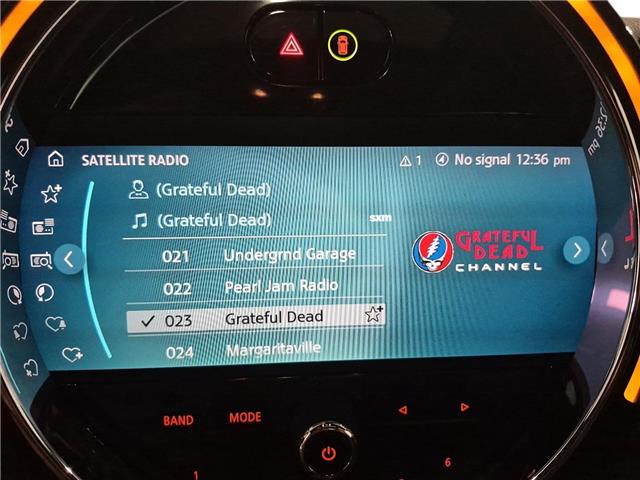 SATELLITE RADIO
1 No signal 12:36 pm
(Grateful Dead)
(Grateful Dead) sxm
021 Undergrnd Garage
022 Pearl Jam Radio
023 Grateful Dead
024 Margaritaville
GRATEFUL
DEAD
CHANNEL
BAND MODE
1 6